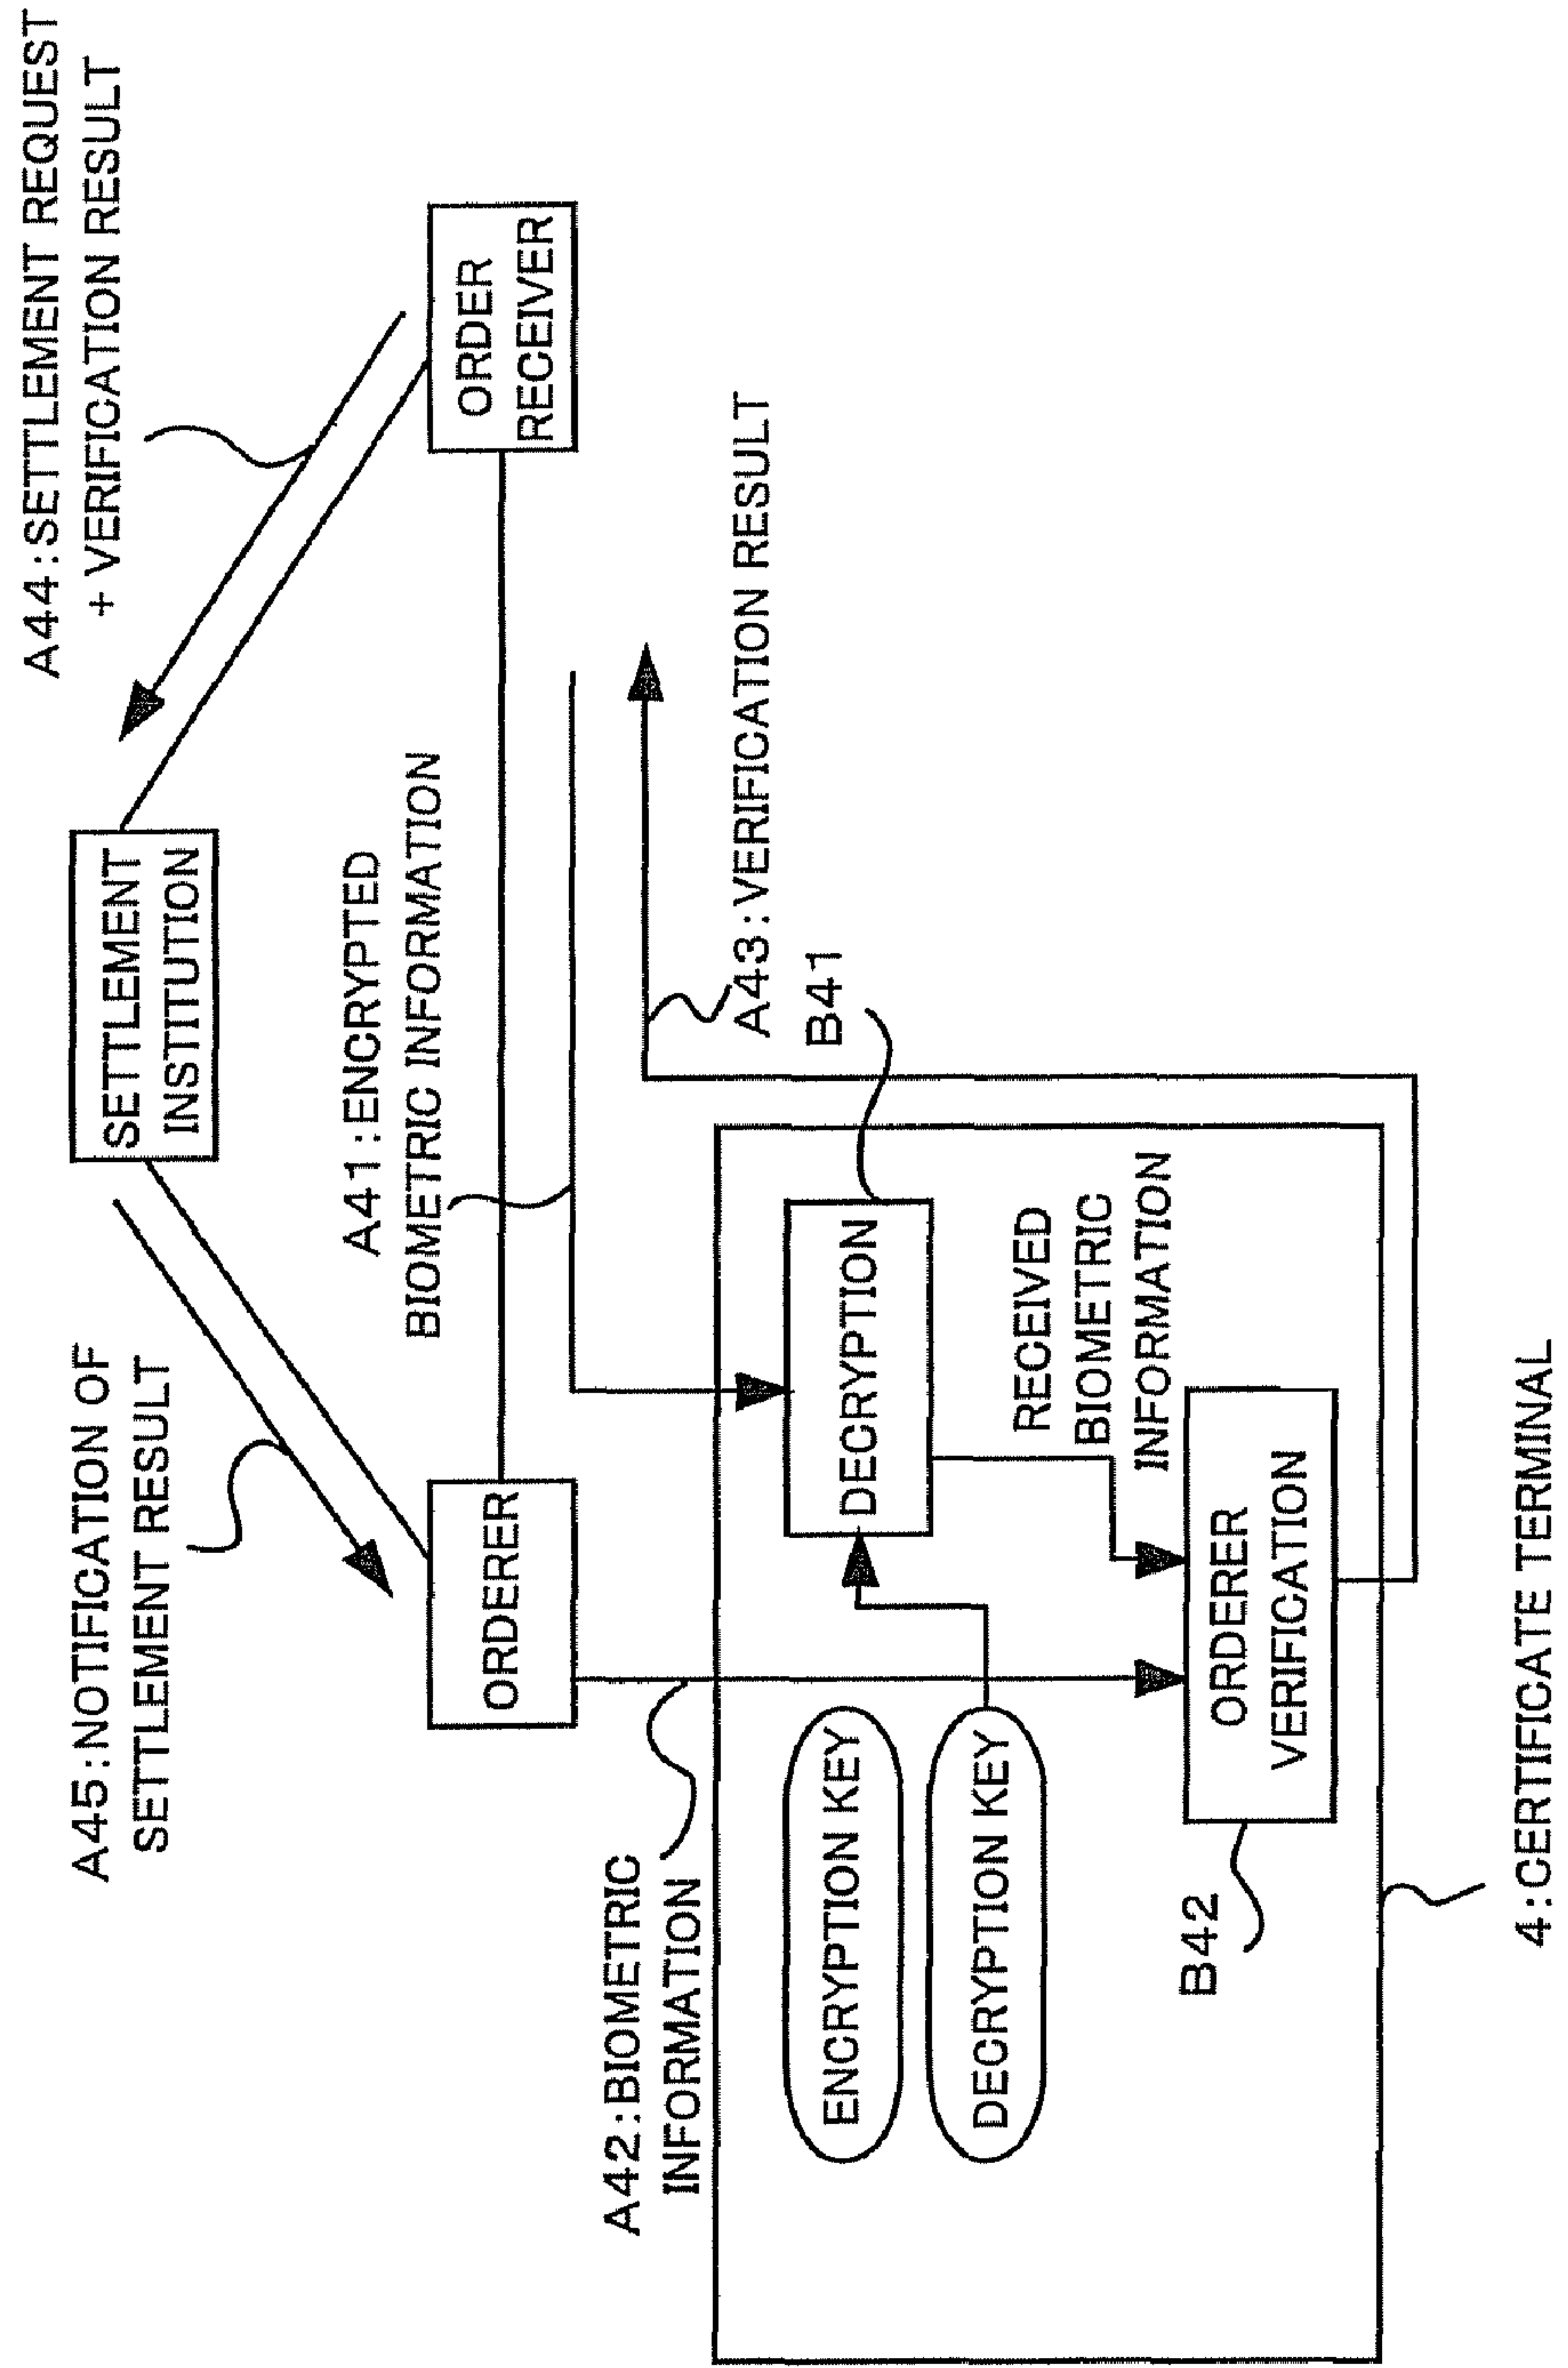 A44:SETTLEMENT REQUEST
+ VERIFICATION RESULT
A45:NOTIFICATION OF
SETTLEMENT RESULT
SETTLEMENT
INSTITUTION
A41:ENCRYPTED
BIOMETRIC INFORMATION
ORDERER
ORDER
RECEIVER
A42:BIOMETRIC
INFORMATION
A43:VERIFICATION RESULT
B41
ENCRYPTION KEY
DECRYPTION KEY
DECRYPTION
RECEIVED
BIOMETRIC
INFORMATION
B42
ORDERER
VERIFICATION
4:CERTIFICATE TERMINAL